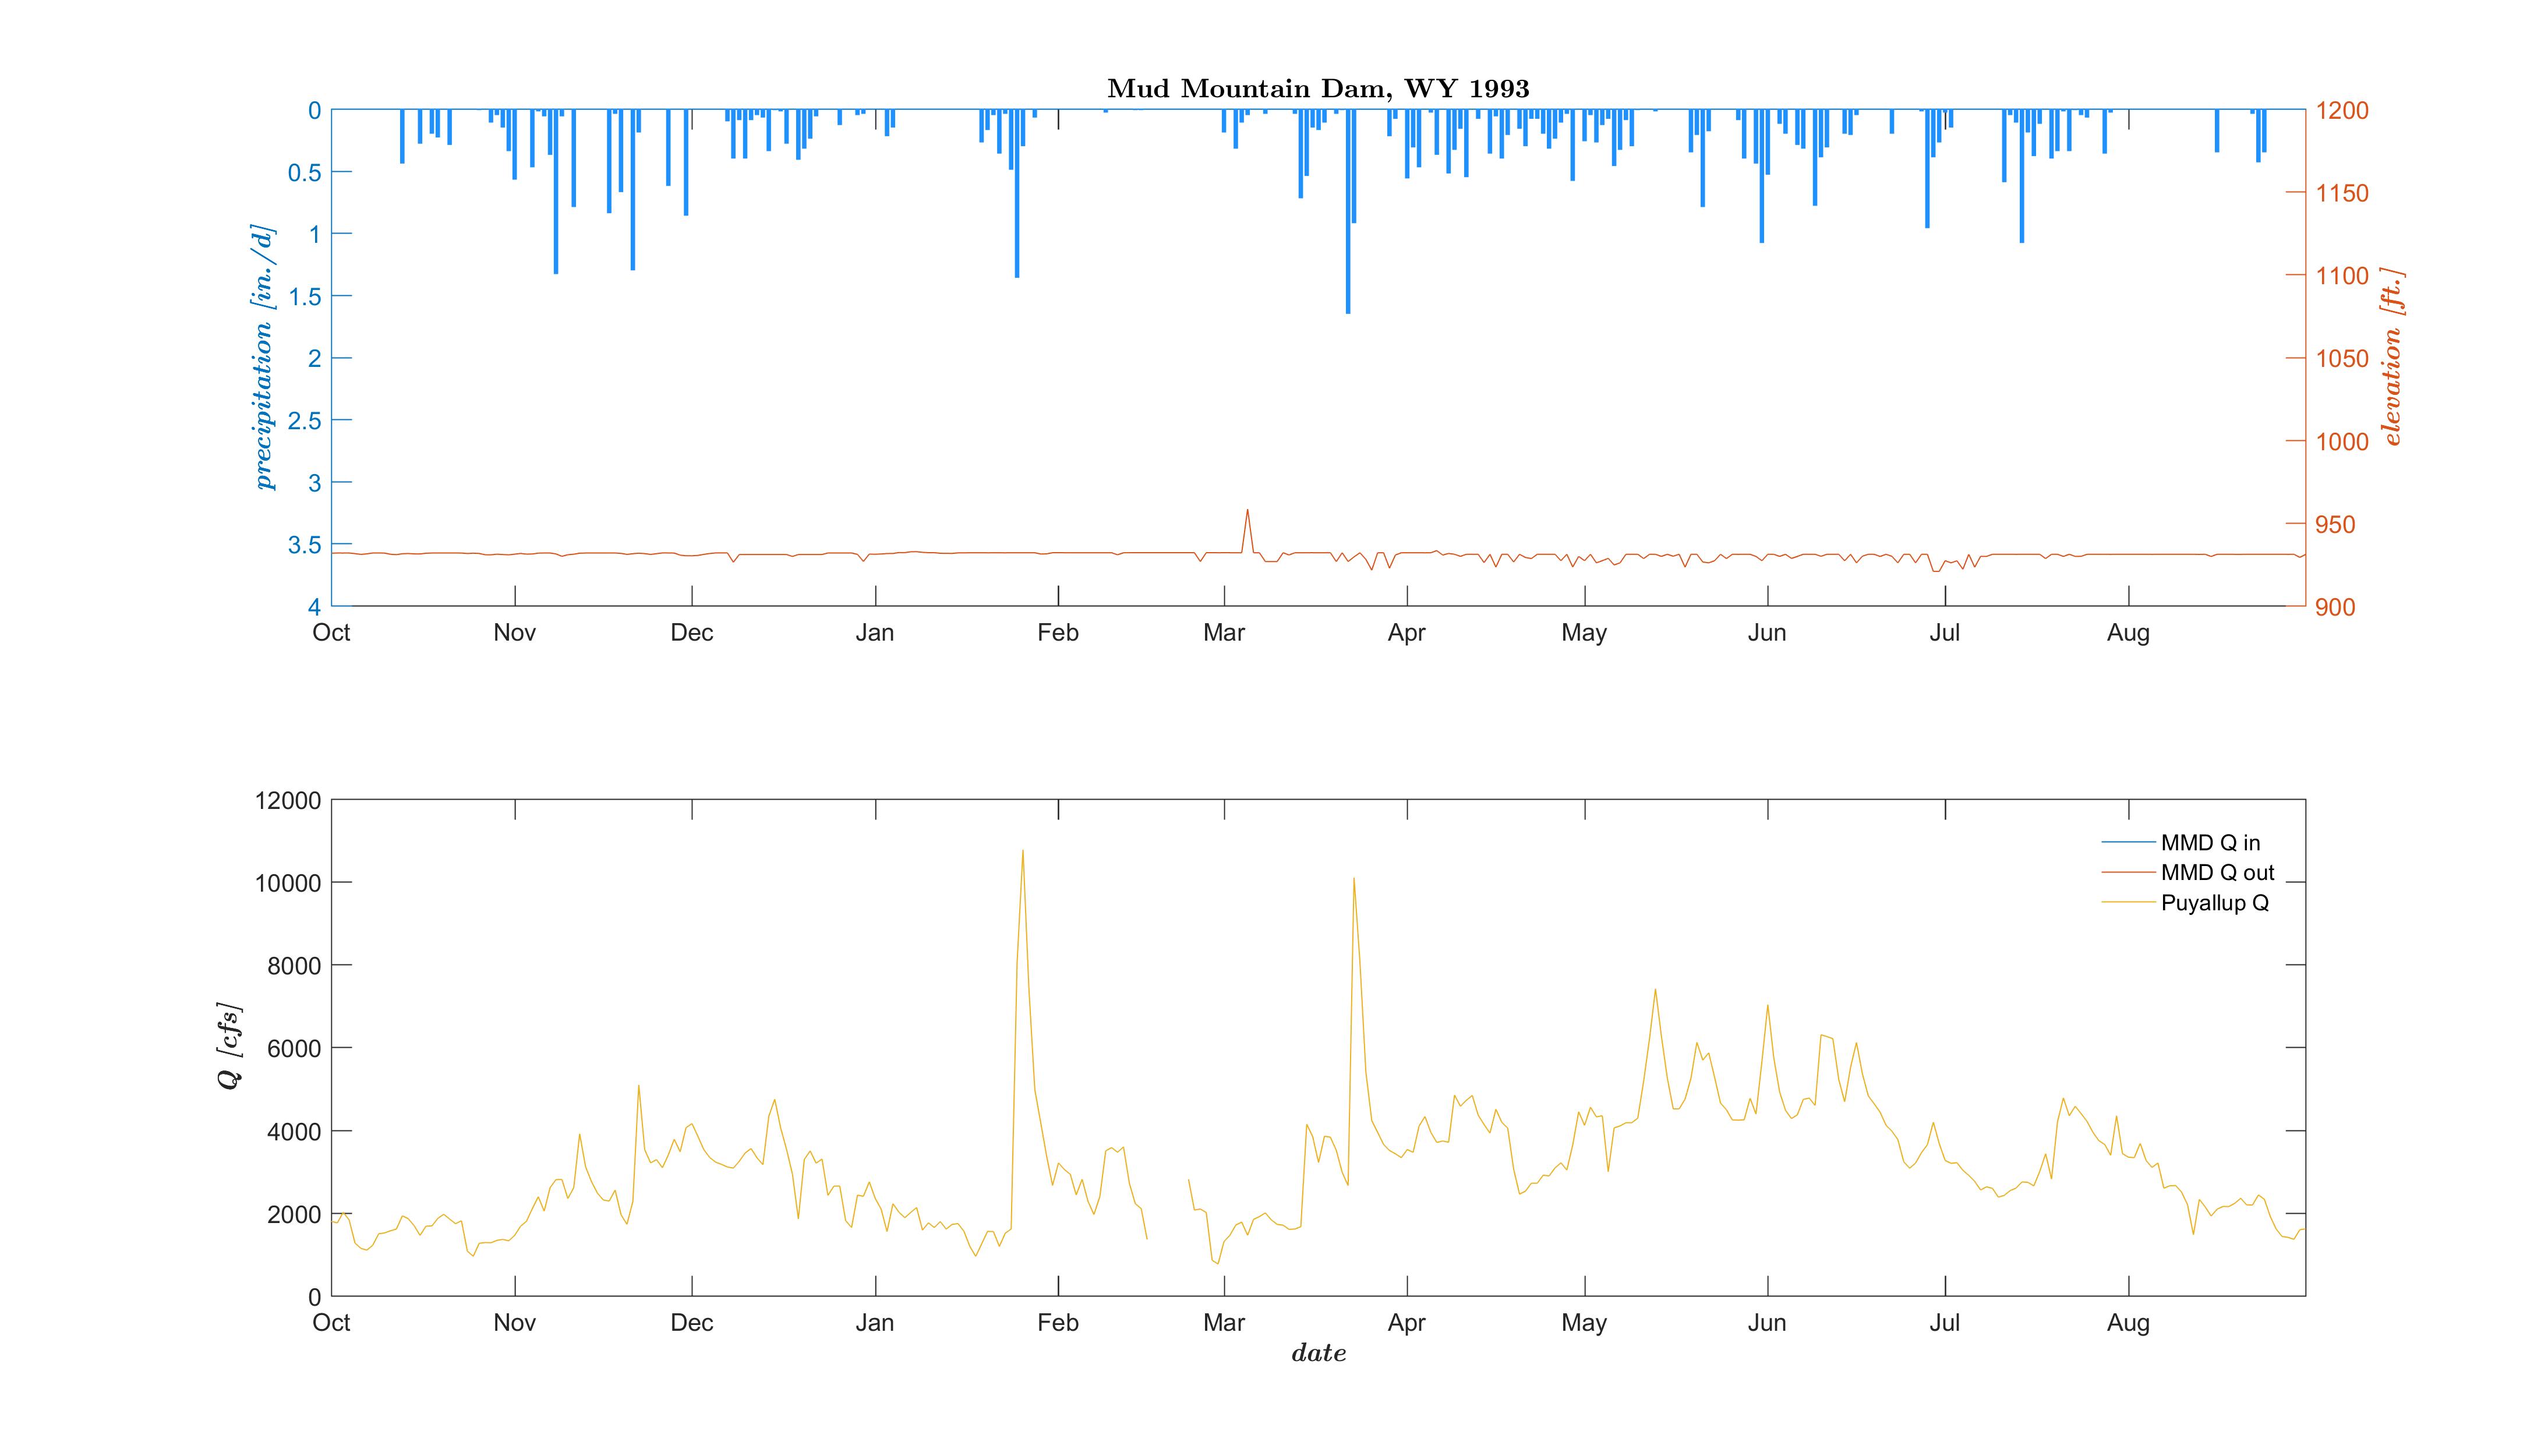 Mud Mountain Dam, WY 1993
precipitation [in./d]
0
0.5
1
1.5
2
2.5
3
3.5
4
elevation [ft.]
1200
1150
1100
1050
1000
950
900
Oct Nov Dec Jan Feb Mar Apr May Jun Jul Aug
Q [cfs]
12000
10000
8000
6000
4000
2000
0
MMD Q in
MMD Q out
Puyallup Q
Oct Nov Dec Jan Feb Mar Apr May Jun Jul Aug
date